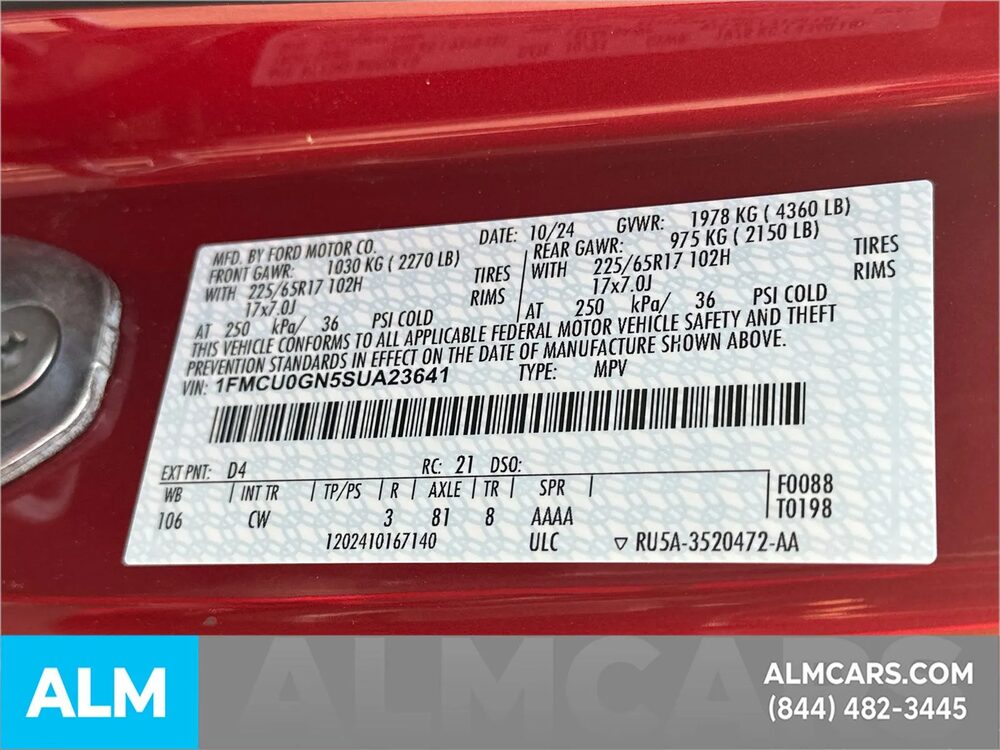 MFD. BY FORD MOTOR CO. DATE: 10/24 GVWR: 1978 KG ( 4360 LB)
FRONT GAWR: 1030 KG ( 2270 LB) REAR GAWR: 975 KG ( 2150 LB)
WITH 225/65R17 102H TIRES WITH 225/65R17 102H TIRES
17x7.0J RIMS 17x7.0J RIMS
AT 250 kPa/ 36 PSI COLD AT 250 kPa/ 36 PSI COLD
THIS VEHICLE CONFORMS TO ALL APPLICABLE FEDERAL MOTOR VEHICLE SAFETY AND THEFT
PREVENTION STANDARDS IN EFFECT ON THE DATE OF MANUFACTURE SHOWN ABOVE.
VIN: 1FMCU0GN5SUA23641 TYPE: MPV
EXT PNT: D4 RC: 21 DSO:
WB | INT TR | TP/PS | R | AXLE | TR | SPR | F0088
106 CW 3 81 8 AAAA T0198
1202410167140 ULC ▽ RU5A-3520472-AA
ALM
ALMCARS
ALMCARS.COM
(844) 482-3445